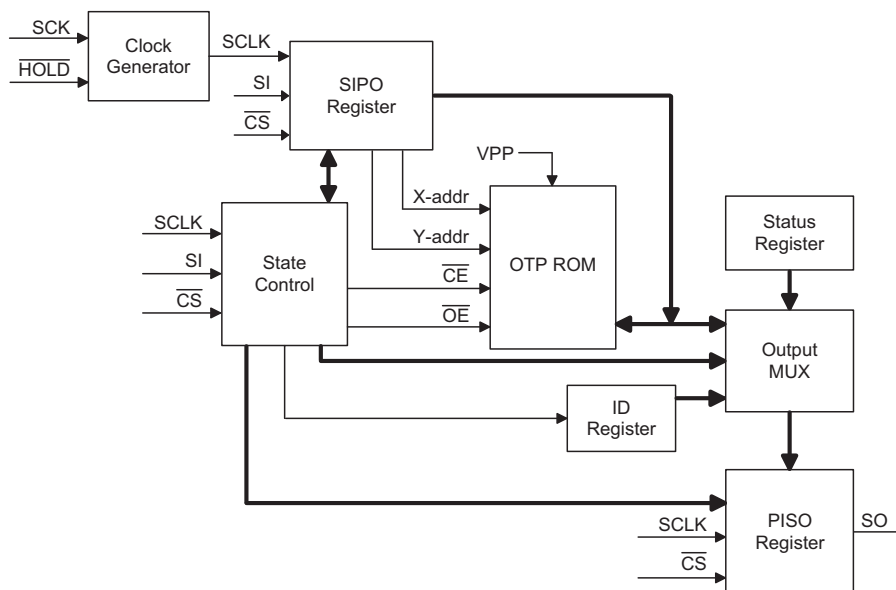 SCK
HOLD
Clock
Generator
SCLK
SI
CS
SIPO
Register
VPP
X-addr
Y-addr
CE
OE
OTP ROM
SCLK
SI
CS
State
Control
Status
Register
Output
MUX
ID
Register
SCLK
CS
PISO
Register
SO